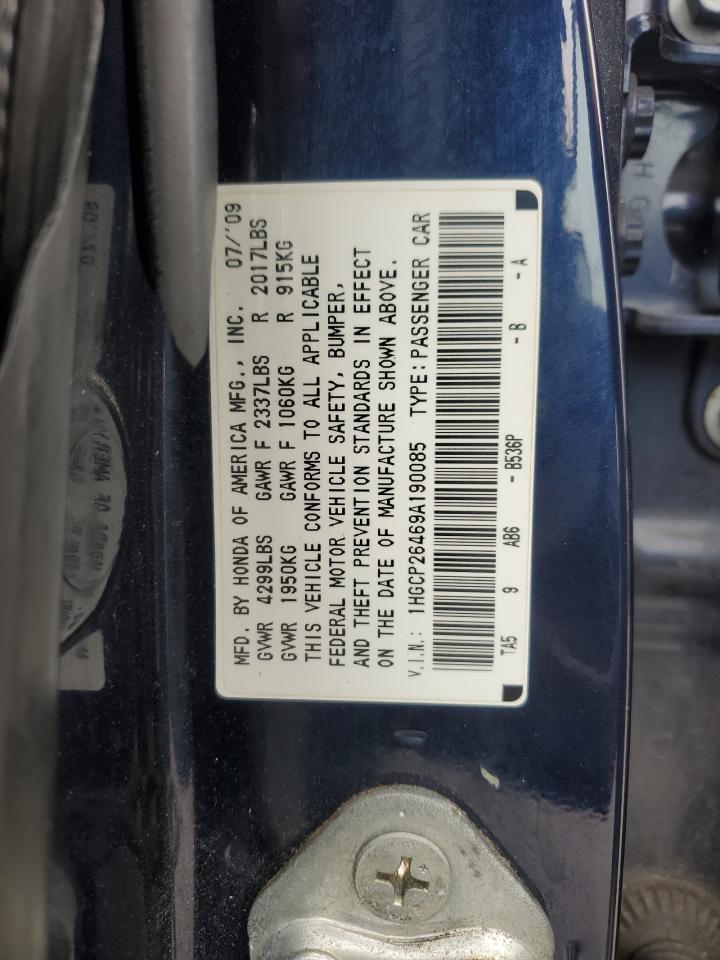 MFD. BY HONDA OF AMERICA MFG., INC. 07/'09
GVWR 4299LBS GAWR F 2337LBS R 2017LBS
GVWR 1950KG GAWR F 1060KG R 915KG
THIS VEHICLE CONFORMS TO ALL APPLICABLE
FEDERAL MOTOR VEHICLE SAFETY, BUMPER,
AND THEFT PREVENTION STANDARDS IN EFFECT
ON THE DATE OF MANUFACTURE SHOWN ABOVE.
V.I.N.: 1HGCP26469A190085 TYPE: PASSENGER CAR
TA5 9 AB6 - B536P - B - A
H